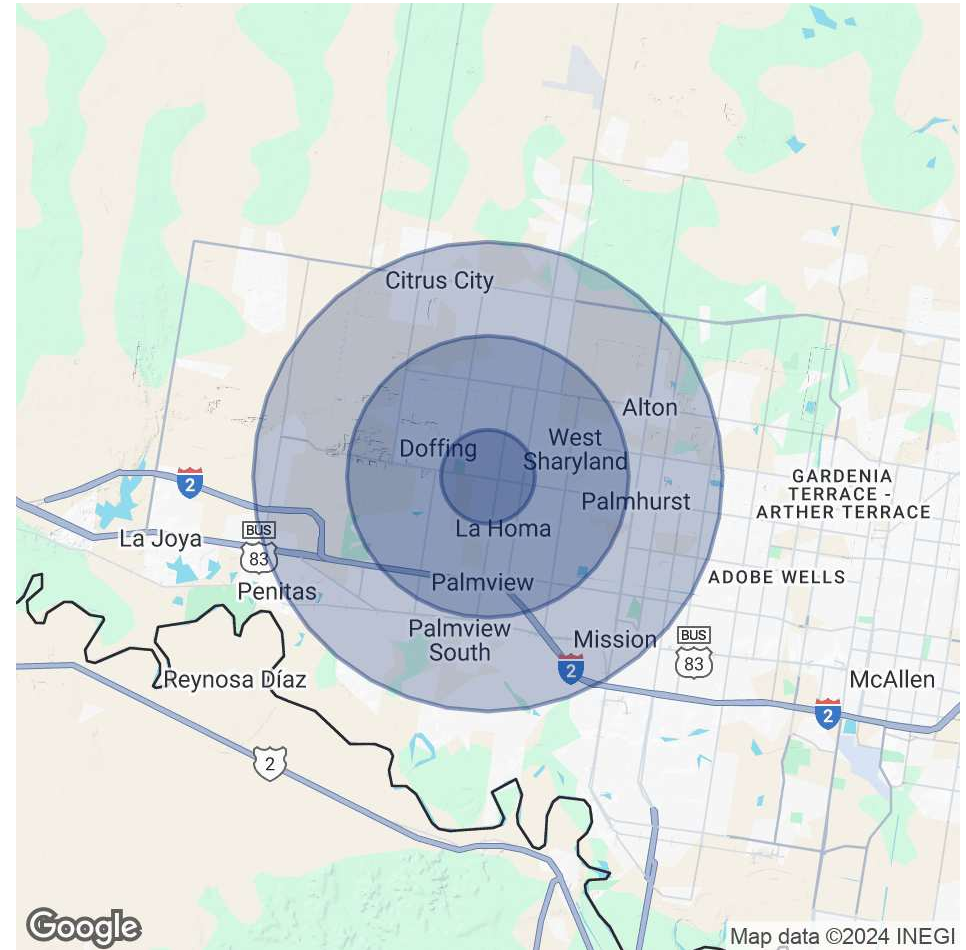 Citrus City
Alton
West
Sharyland
Doffing
GARDENIA
TERRACE -
ARTHER TERRACE
2
Palmhurst
La Homa
BUS
83
La Joya
ADOBE WELLS
Palmview
Penitas
Palmview
South
Mission
BUS
83
2
Reynosa Díaz
McAllen
2
2
Google
Map data ©2024 INEGI